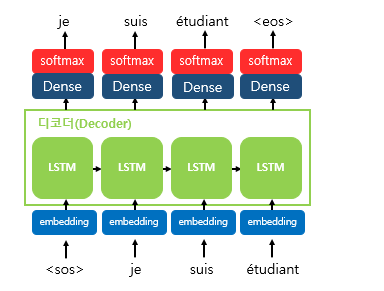 je suis étudiant <eos>
softmax softmax softmax softmax
Dense Dense Dense Dense
디코더(Decoder)
LSTM LSTM LSTM LSTM
embedding embedding embedding embedding
<sos> je suis étudiant